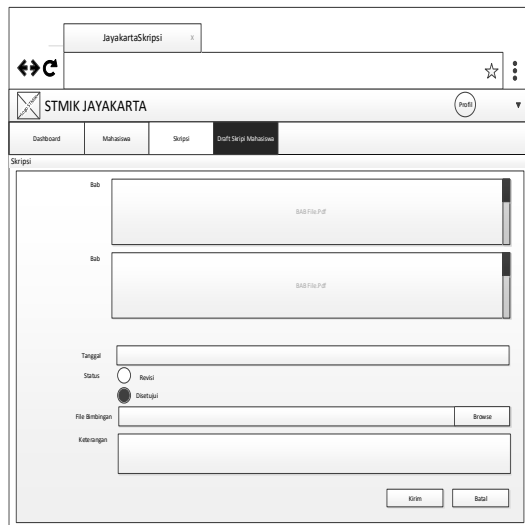 JayakartaSkripsi x
STMIK JAYAKARTA Profil
Dashboard Mahasiswa Skripsi Draft Skripi Mahasiswa
Skripsi
Bab
BAB File.Pdf
Bab
BAB File.Pdf
Tanggal
Status Revisi
Disetujui
File Bimbingan Browse
Keterangan
Kirim Batal